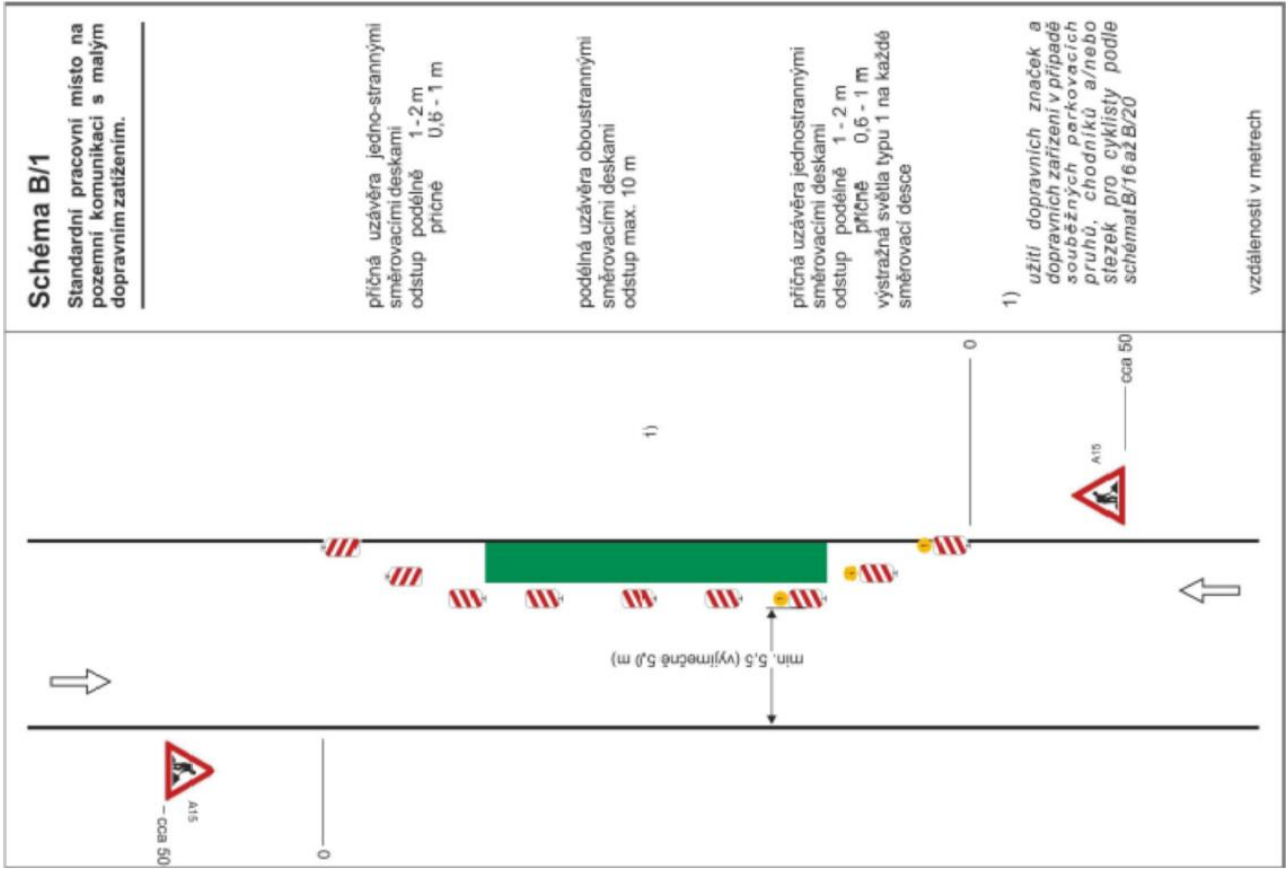 Schéma B/1
Standardní pracovní místo na
pozemní komunikaci s malým
dopravním zatížením.
příčná uzávěra jedno-strannými
směrovacími deskami
odstup podélně 1 - 2 m
příčně 0,6 - 1 m
poddélná uzávěra oboustrannými
směrovacími deskami
odstup max. 10 m
příčná uzávěra jednostrannými
směrovacími deskami
odstup podélně 1 - 2 m
příčně 0,6 - 1 m
výstražná světla typu 1 na každé
směrovací desce
1)
užití dopravních značek a
dopravních zařízení v případě
souběžných parkovacích
pruhů, chodníků a/nebo
stezek pro cyklisty podle
schémat B/16 až B/20
vzdálenosti v metrech
1)
0
cca 50
A15
min. 5,5 (vyjímečně 5,0 m)
cca 50
A15
0